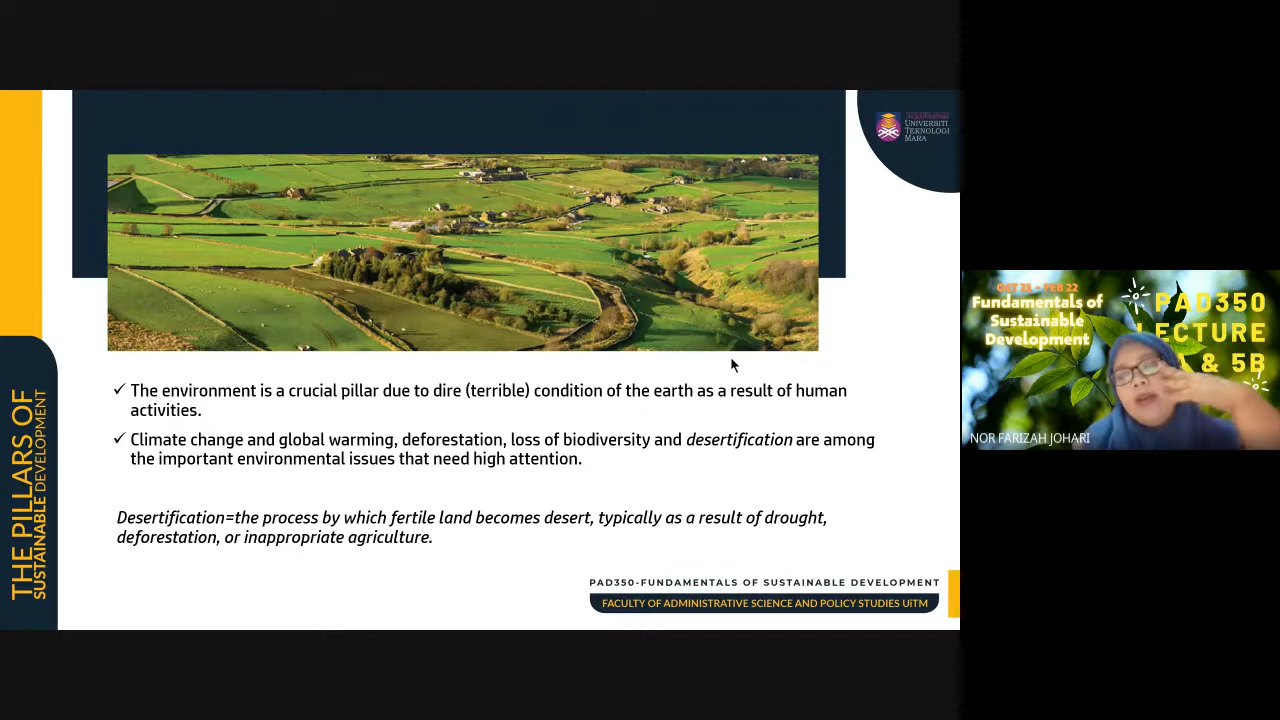 UNIVERSITI
TEKNOLOGI
MARA
✓ The environment is a crucial pillar due to dire (terrible) condition of the earth as a result of human
activities.
✓ Climate change and global warming, deforestation, loss of biodiversity and desertification are among
the important environmental issues that need high attention.
Desertification=the process by which fertile land becomes desert, typically as a result of drought,
deforestation, or inappropriate agriculture.
THE PILLARS OF
SUSTAINABLE DEVELOPMENT
PAD350-FUNDAMENTALS OF SUSTAINABLE DEVELOPMENT
FACULTY OF ADMINISTRATIVE SCIENCE AND POLICY STUDIES UiTM
Fundamentals of
Sustainable
Development
PAD350
LECTURE
& 5B
NOR FARIZAH JOHARI